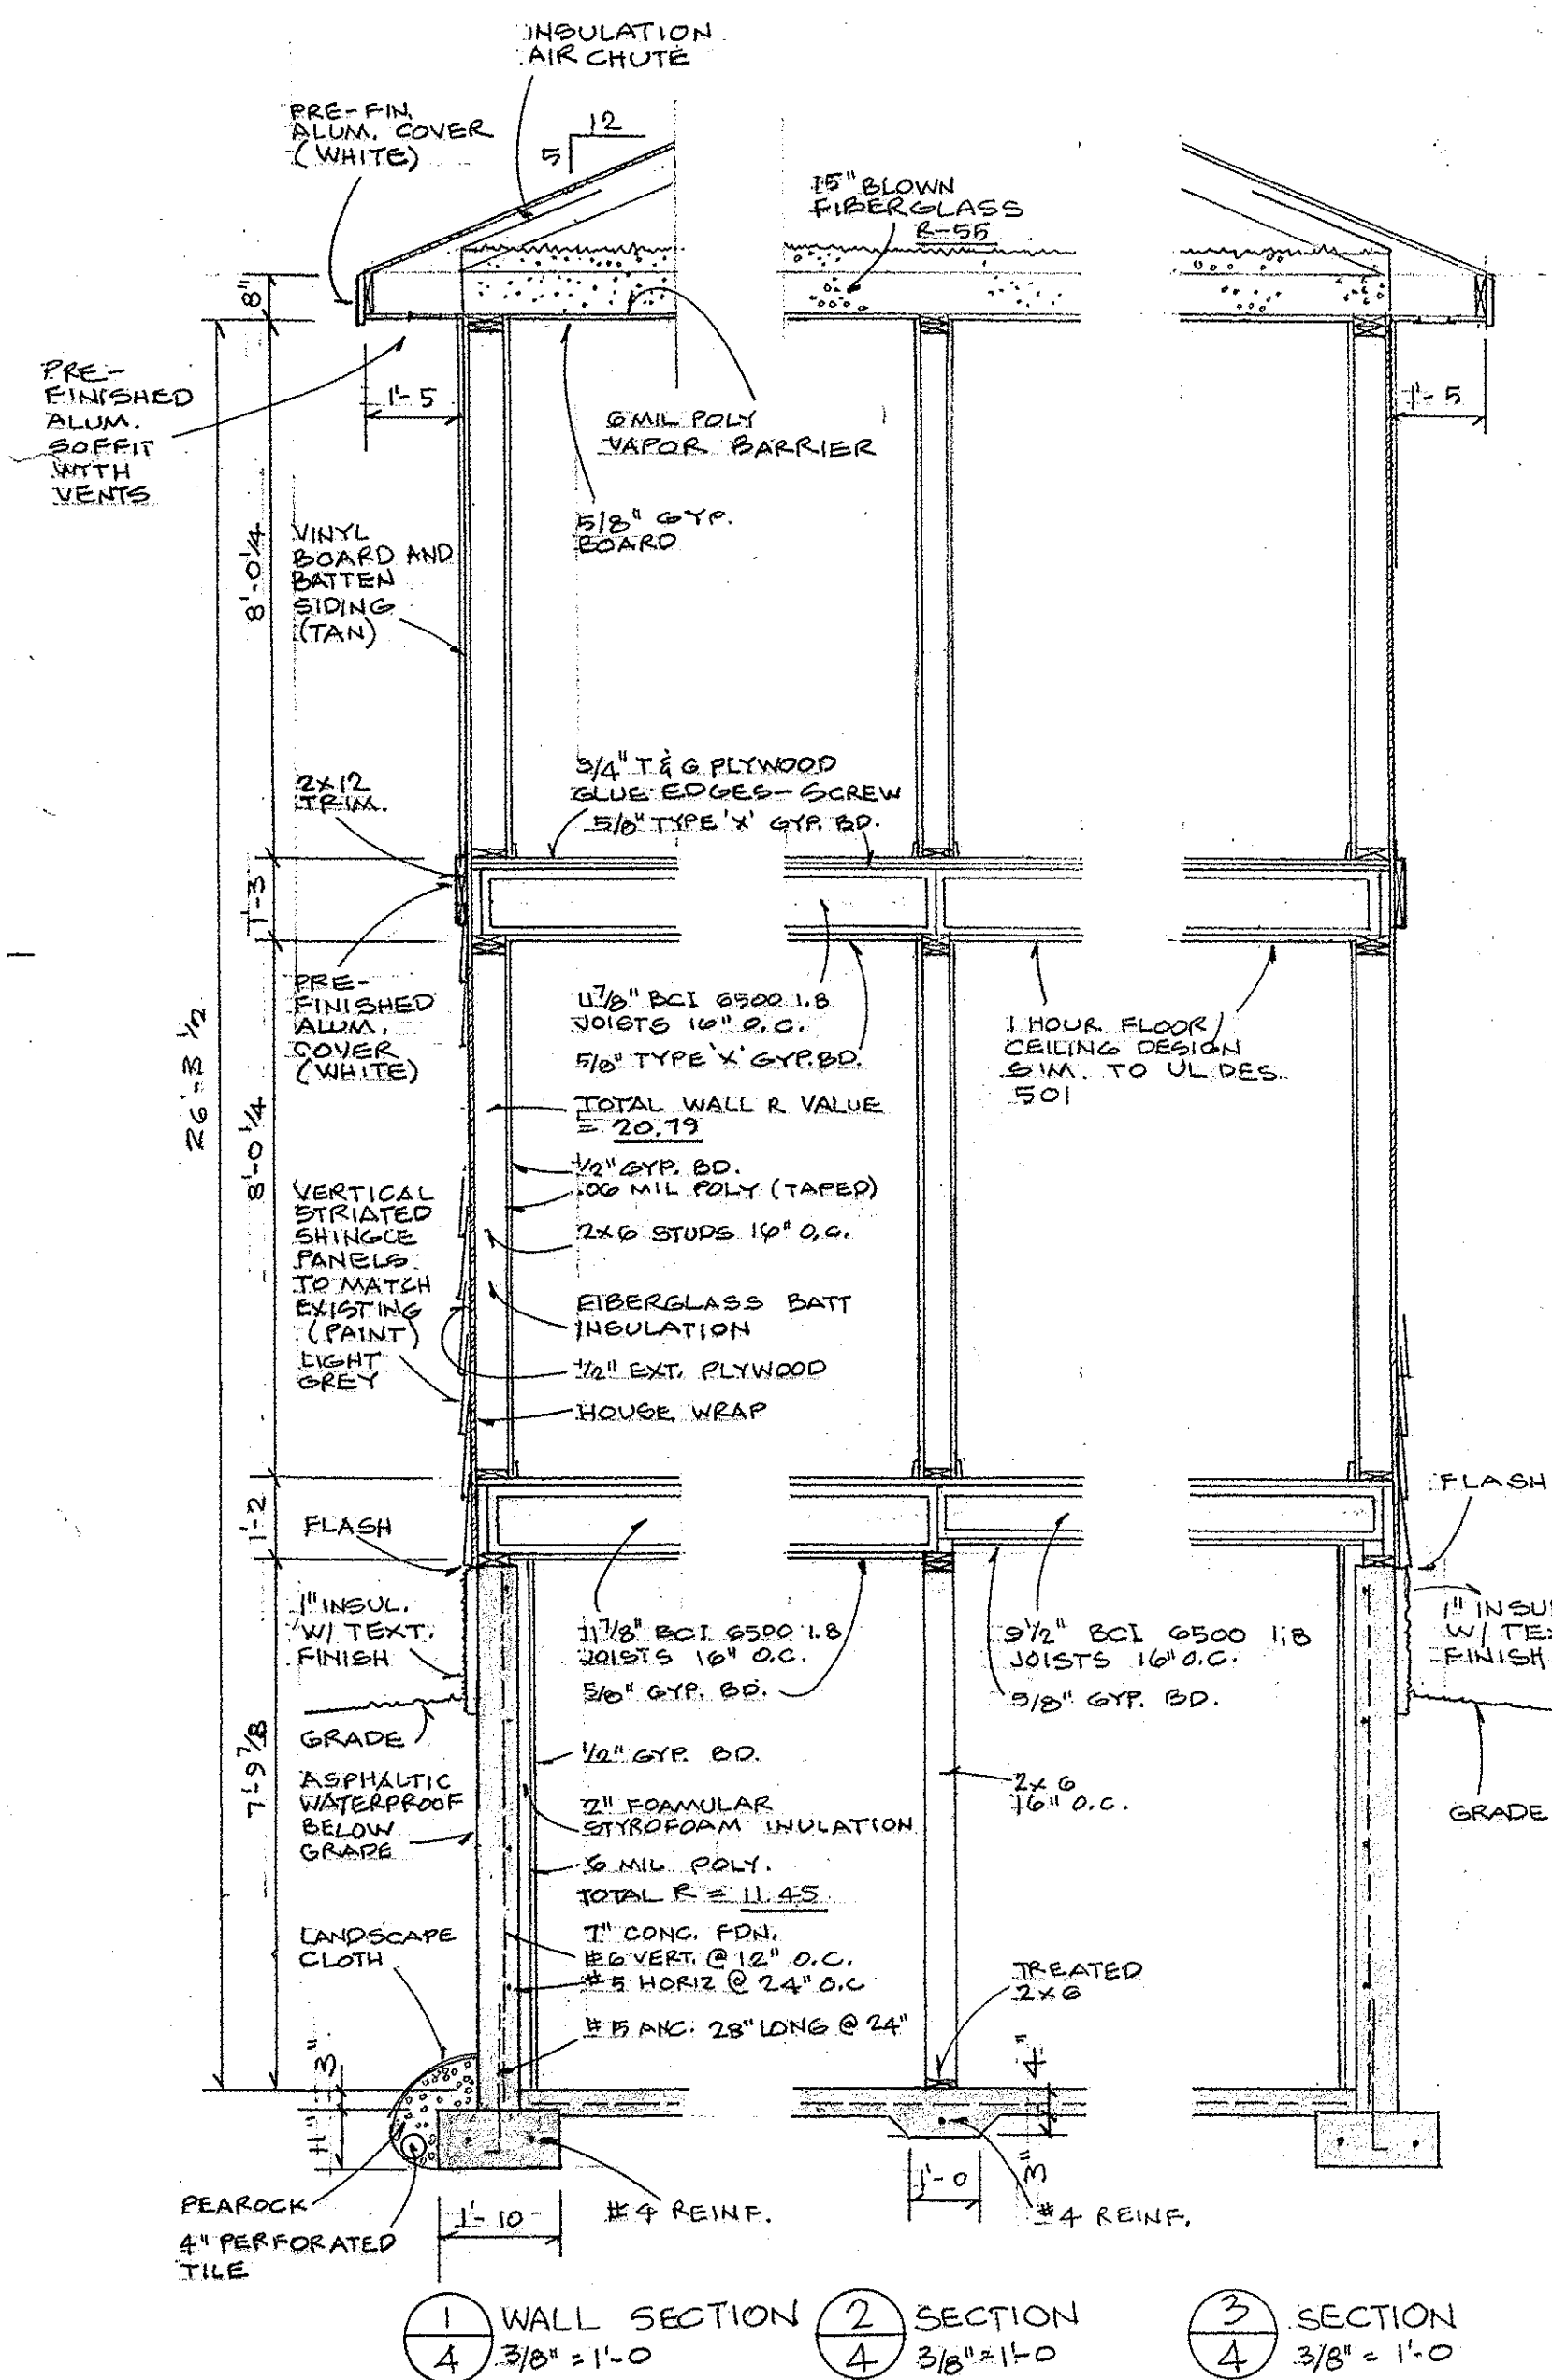 INSULATION
AIR CHUTE
PRE-FIN.
ALUM. COVER
(WHITE)
12
5
15" BLOWN
FIBERGLASS
R-55
8"
PRE-
FINISHED
ALUM.
SOFFIT
WITH
VENTS
1'-5
1'-5
6 MIL POLY
VAPOR BARRIER
5/8" GYP.
BOARD
8'-0 1/4
VINYL
BOARD AND
BATTEN
SIDING
(TAN)
2x12
TRIM.
3/4" T & G PLYWOOD
GLUE EDGES-SCREW
5/8" TYPE 'X' GYP. BD.
1'-3
26'-3 1/2
PRE-
FINISHED
ALUM.
COVER
(WHITE)
11 7/8" BCI 6500 1.8
JOISTS 16" O.C.
5/8" TYPE 'X' GYP. BD.
1 HOUR FLOOR/
CEILING DESIGN
SIM. TO UL DES.
501
TOTAL WALL R VALUE
= 20.79
8'-0 1/4
1/2" GYP. BD.
.06 MIL POLY (TAPED)
2x6 STUDS 16" O.C.
VERTICAL
STRIATED
SHINGLE
PANELS
TO MATCH
EXISTING
(PAINT)
LIGHT
GREY
FIBERGLASS BATT
INSULATION
1/2" EXT. PLYWOOD
HOUSE WRAP
1'-2
FLASH
FLASH
1" INSUL.
W/ TEXT.
FINISH
11 7/8" BCI 6500 1.8
JOISTS 16" O.C.
5/8" GYP. BD.
9 1/2" BCI 6500 1.8
JOISTS 16" O.C.
5/8" GYP. BD.
1" INSU
W/ TEX
FINISH
GRADE
GRADE
7'-9 7/8
ASPHALTIC
WATERPROOF
BELOW
GRADE
1/2" GYP. BD.
2" FOAMULAR
STYROFOAM INULATION
6 MIL POLY.
TOTAL R = 11.45
2x6
16" O.C.
LANDSCAPE
CLOTH
7" CONC. FDN.
#6 VERT. @ 12" O.C.
#5 HORIZ @ 24" O.C
#5 ANC. 28" LONG @ 24"
TREATED
2x6
3"
11"
4"
3"
PEAROCK
4" PERFORATED
TILE
1'-10
#4 REINF.
1'-0
#4 REINF.
1
4
WALL SECTION
3/8" = 1'-0
2
4
SECTION
3/8" = 1'-0
3
4
SECTION
3/8" = 1'-0